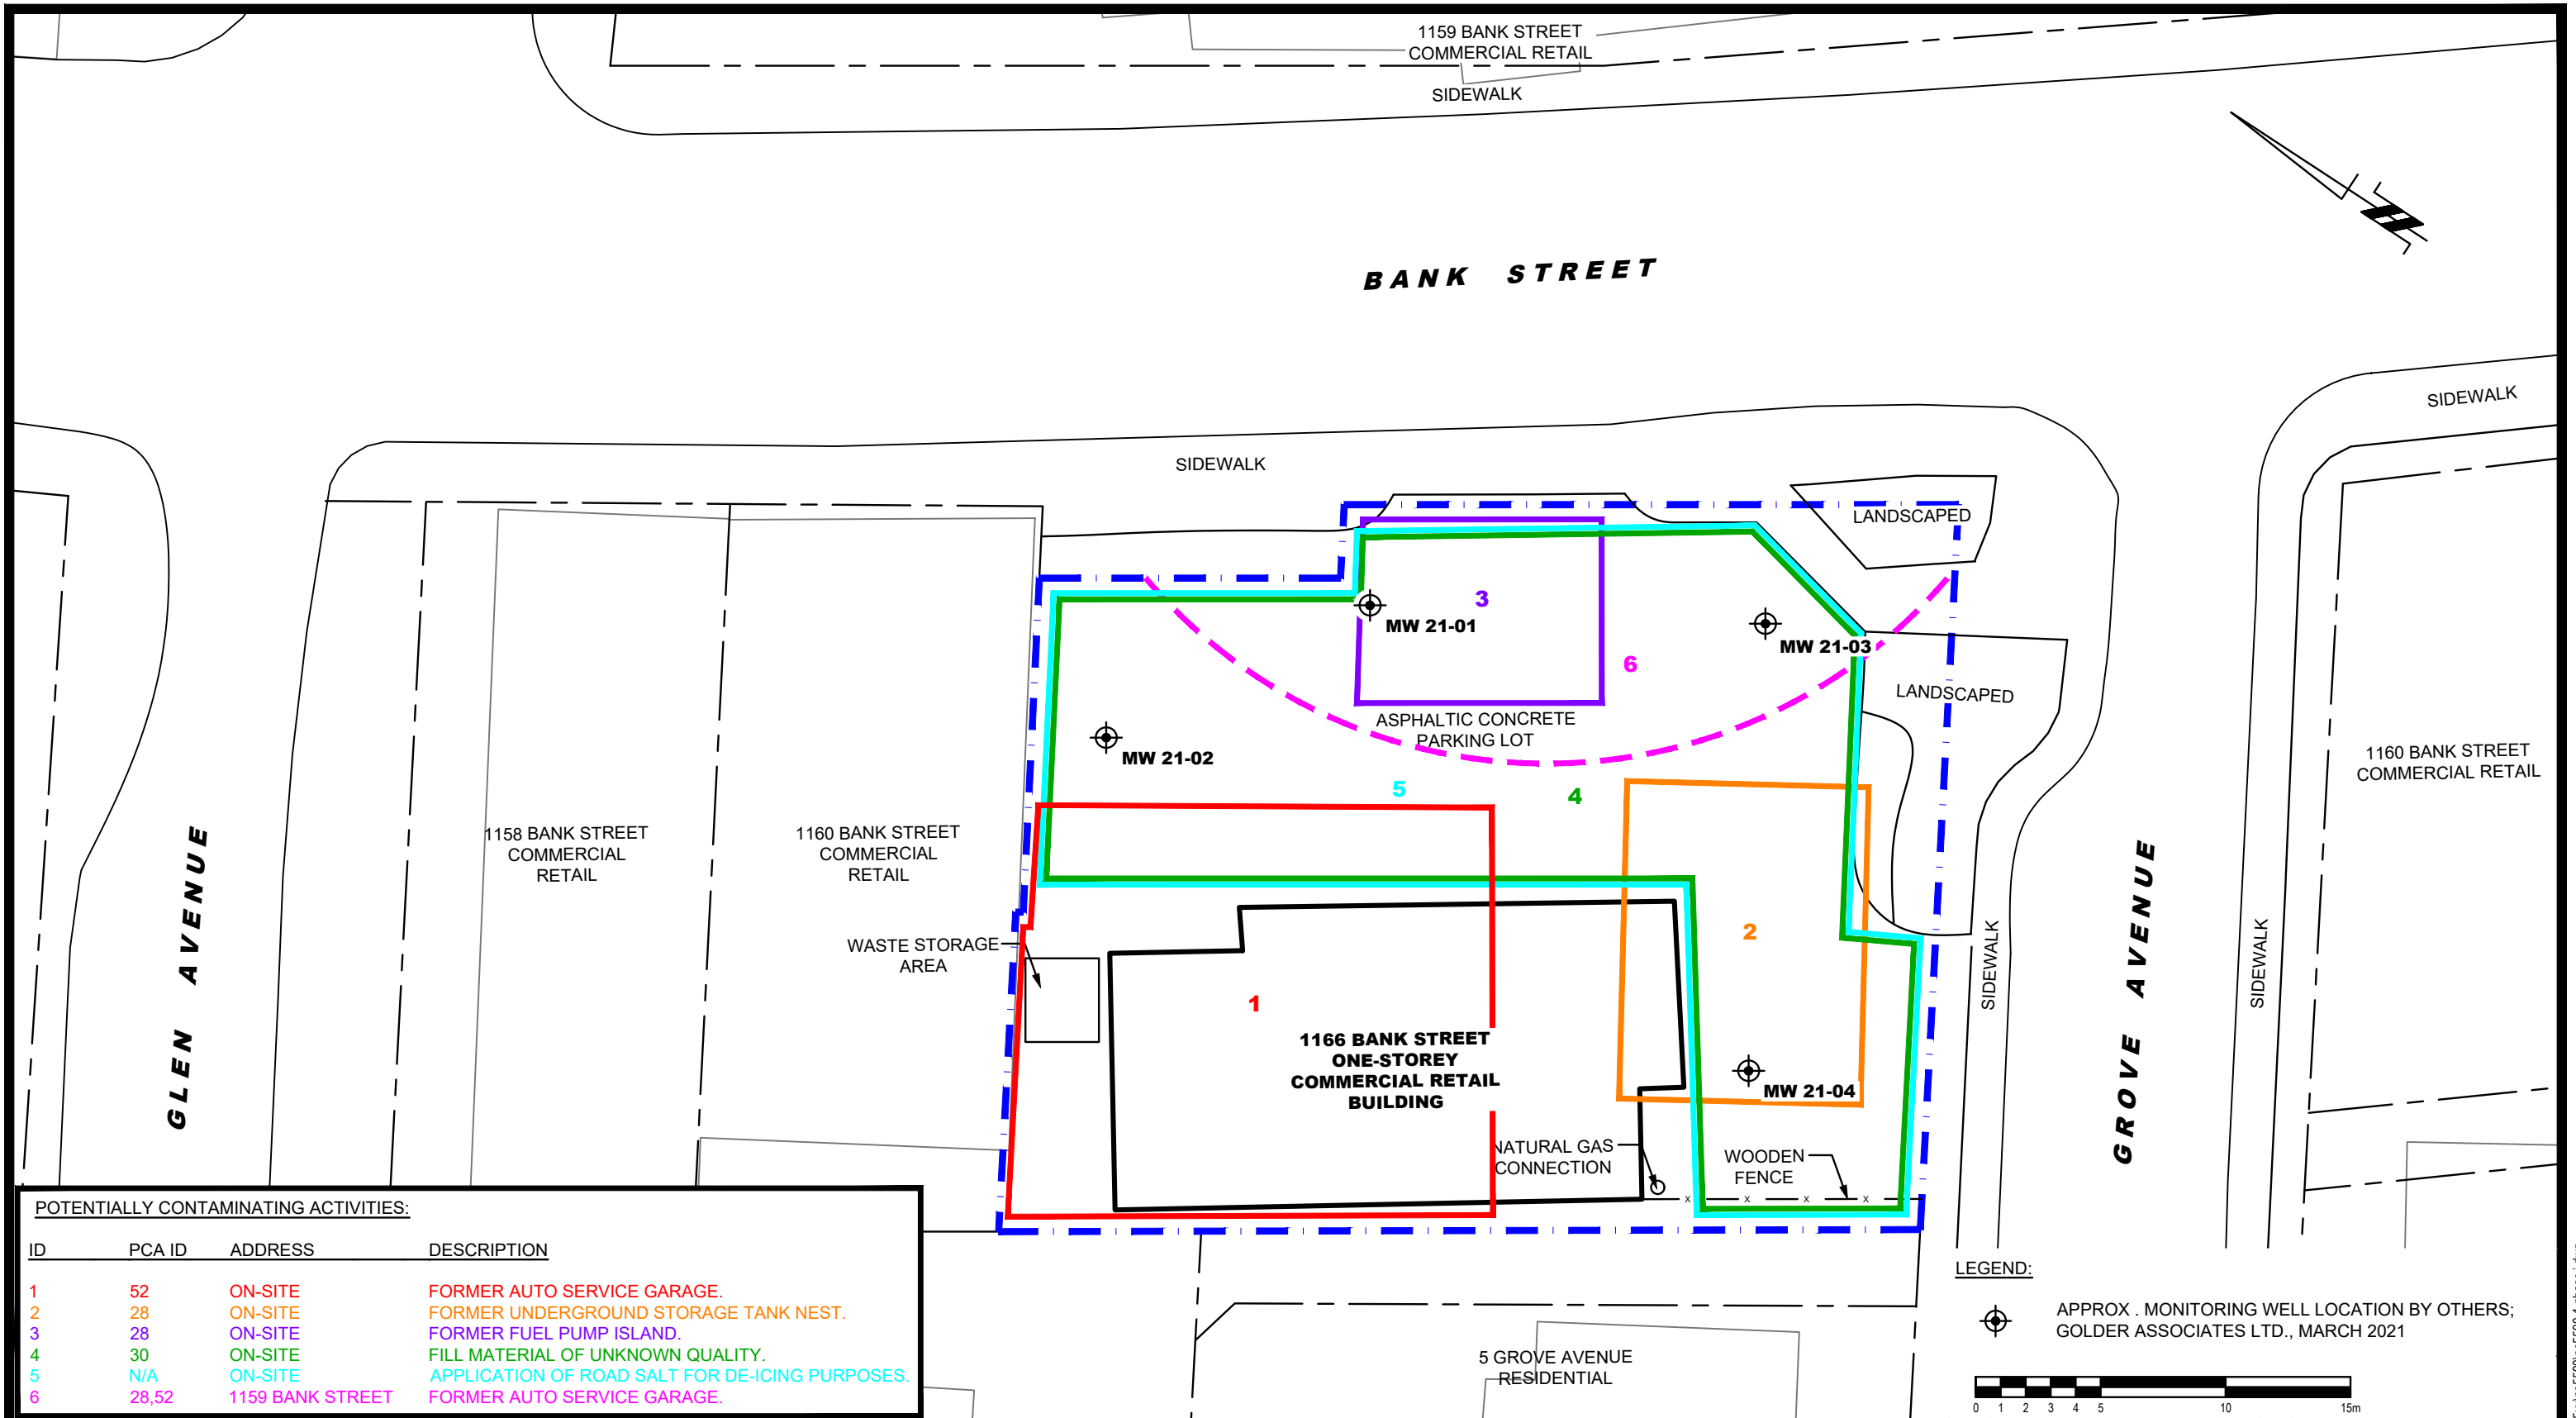 1159 BANK STREET
COMMERCIAL RETAIL
SIDEWALK
BANK STREET
SIDEWALK
SIDEWALK
LANDSCAPED
3
MW 21-01
MW 21-03
6
LANDSCAPED
ASPHALTIC CONCRETE
PARKING LOT
MW 21-02
1160 BANK STREET
COMMERCIAL RETAIL
5
4
1158 BANK STREET
COMMERCIAL
RETAIL
1160 BANK STREET
COMMERCIAL
RETAIL
GLEN AVENUE
GROVE AVENUE
2
WASTE STORAGE
AREA
SIDEWALK
SIDEWALK
1
1166 BANK STREET
ONE-STOREY
COMMERCIAL RETAIL
BUILDING
MW 21-04
NATURAL GAS
CONNECTION
WOODEN
FENCE
x x x x
POTENTIALLY CONTAMINATING ACTIVITIES:
ID PCA ID ADDRESS DESCRIPTION
1 52 ON-SITE FORMER AUTO SERVICE GARAGE.
2 28 ON-SITE FORMER UNDERGROUND STORAGE TANK NEST.
3 28 ON-SITE FORMER FUEL PUMP ISLAND.
4 30 ON-SITE FILL MATERIAL OF UNKNOWN QUALITY.
5 N/A ON-SITE APPLICATION OF ROAD SALT FOR DE-ICING PURPOSES.
6 28,52 1159 BANK STREET FORMER AUTO SERVICE GARAGE.
5 GROVE AVENUE
RESIDENTIAL
LEGEND:
APPROX . MONITORING WELL LOCATION BY OTHERS;
GOLDER ASSOCIATES LTD., MARCH 2021
0 1 2 3 4 5 10 15m